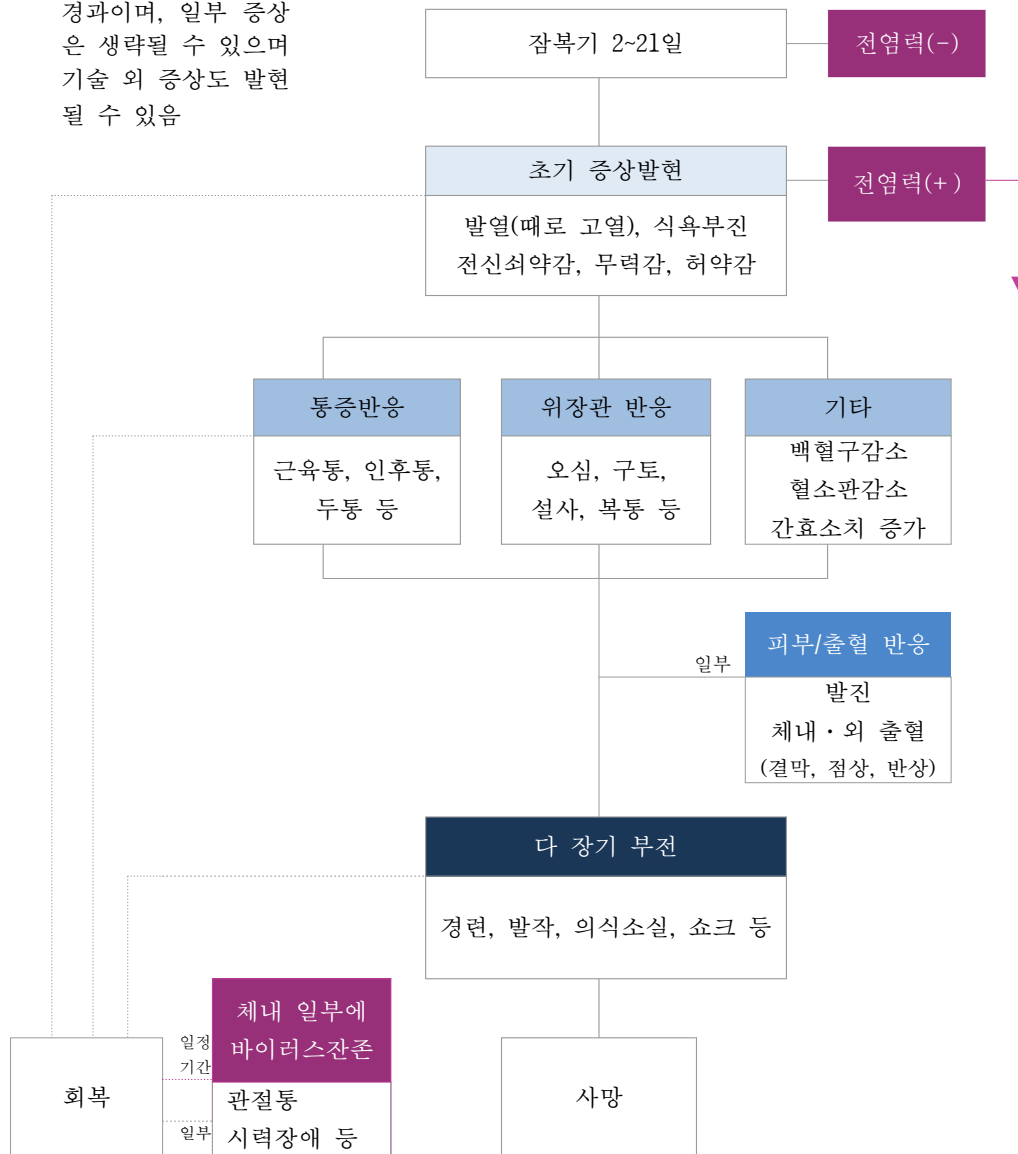 경과이며, 일부 증상
은 생략될 수 있으며
기술 외 증상도 발현
될 수 있음
잠복기 2~21일
전염력(-)
초기 증상발현
전염력(+)
발열(때로 고열), 식욕부진
전신쇠약감, 무력감, 허약감
통증반응
근육통, 인후통,
두통 등
위장관 반응
오심, 구토,
설사, 복통 등
기타
백혈구감소
혈소판감소
간효소치 증가
일부
피부/출혈 반응
발진
체내·외 출혈
(결막, 점상, 반상)
다 장기 부전
경련, 발작, 의식소실, 쇼크 등
회복
일정
기간
일부
체내 일부에
바이러스잔존
관절통
시력장애 등
사망